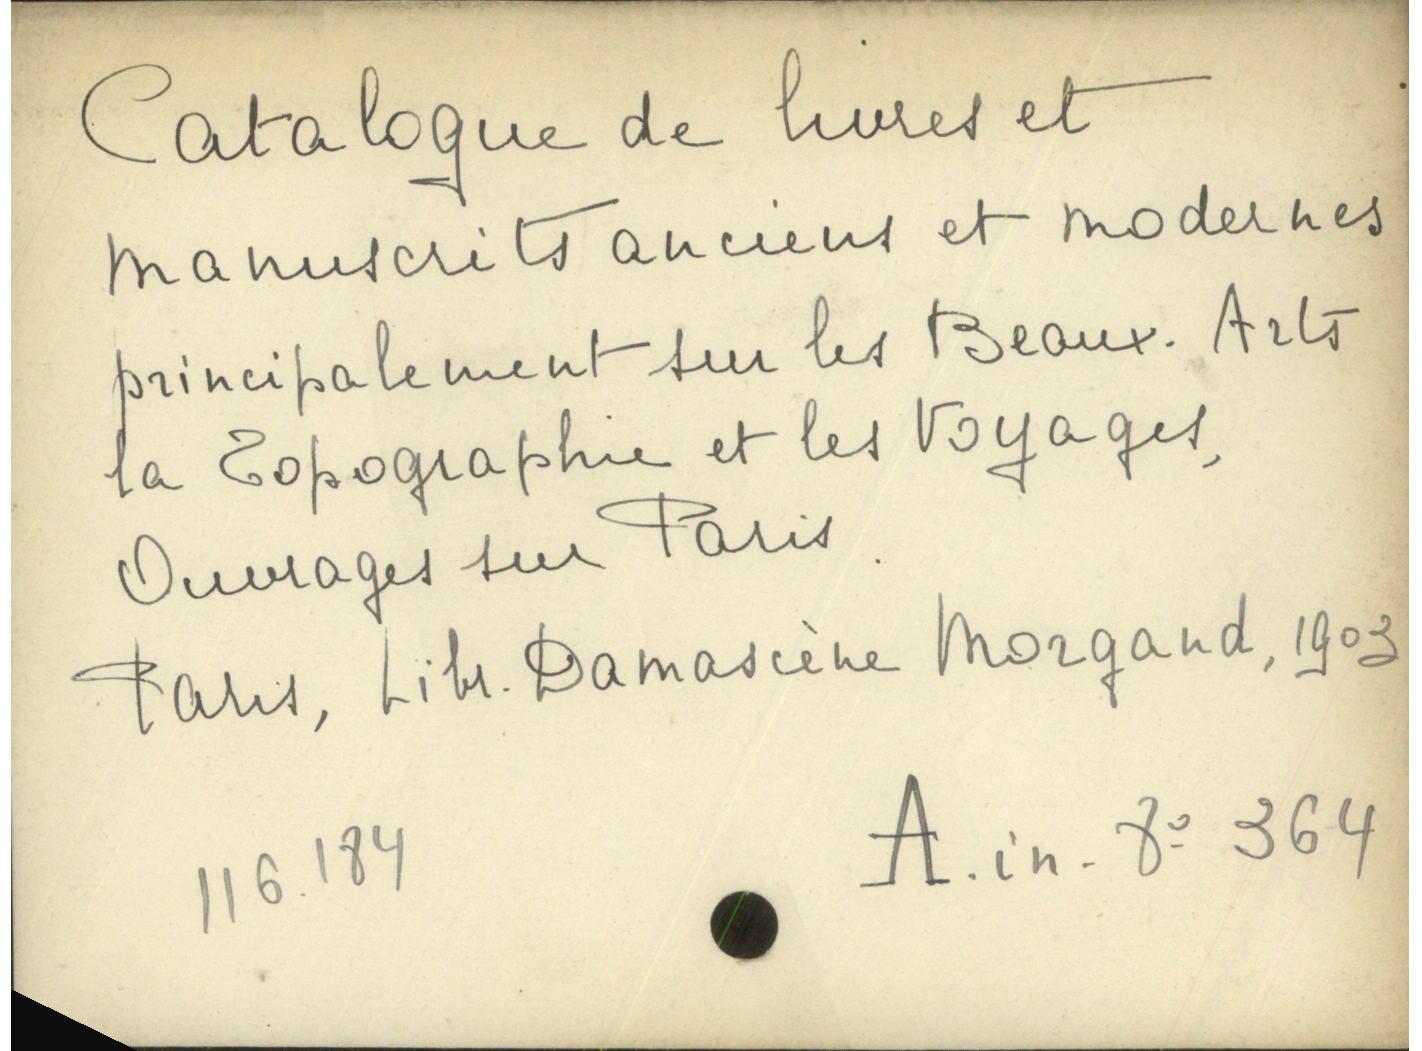 Catalogue de livres et
manuscrits anciens et modernes
principalement sur les Beaux-Arts
la Topographie et les Voyages,
Ouvrages sur Paris.
Paris, Libr. Damascène Morgand, 1903
116.184
A. in-8º 364